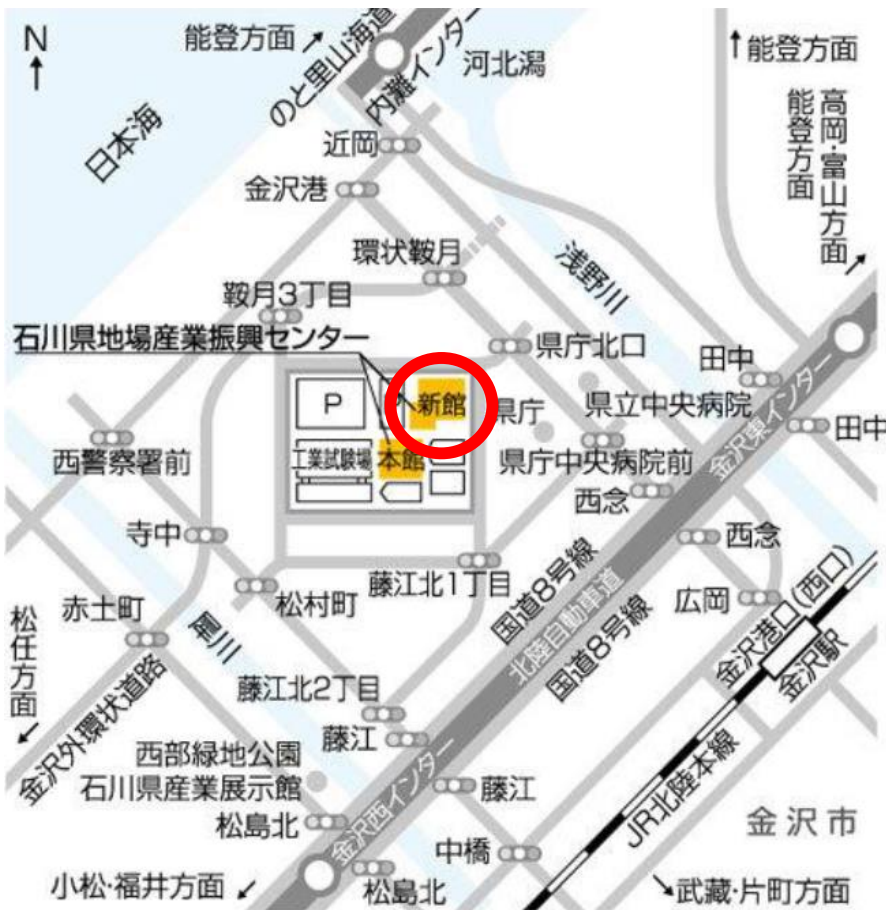 N
能登方面
のと里山海道
内灘インター
河北潟
能登方面
高岡・富山方面
能登方面
日本海
近岡
金沢港
環状鞍月
浅野川
鞍月3丁目
石川県地場産業振興センター
県庁北口
田中
P
新館
県庁
県立中央病院
金沢東インター
田中
西警察署前
工業試験場
本館
県庁中央病院前
西念
西念
寺中
藤江北1丁目
国道8号線
北陸自動車道
国道8号線
広岡
金沢港口(西口)
金沢駅
松村町
赤土町
松任方面
犀川
金沢外環状道路
藤江北2丁目
藤江
西部緑地公園
石川県産業展示館
藤江
松島北
金沢西インター
中橋
JR北陸本線
金沢市
小松・福井方面
松島北
武蔵・片町方面